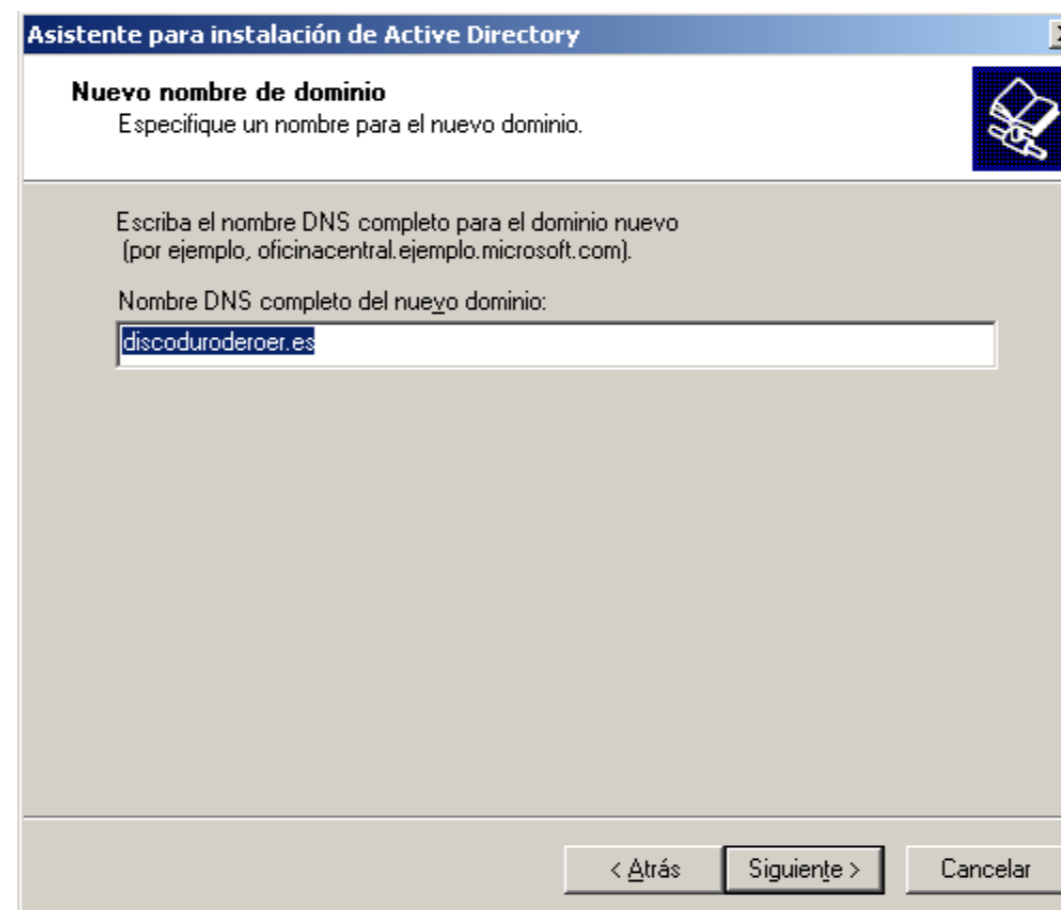 Asistente para instalación de Active Directory
Nuevo nombre de dominio
Especifique un nombre para el nuevo dominio.
Escriba el nombre DNS completo para el dominio nuevo
(por ejemplo, oficinacentral.ejemplo.microsoft.com).
Nombre DNS completo del nuevo dominio:
discoduroderoer.es
< Atrás Siguiente > Cancelar